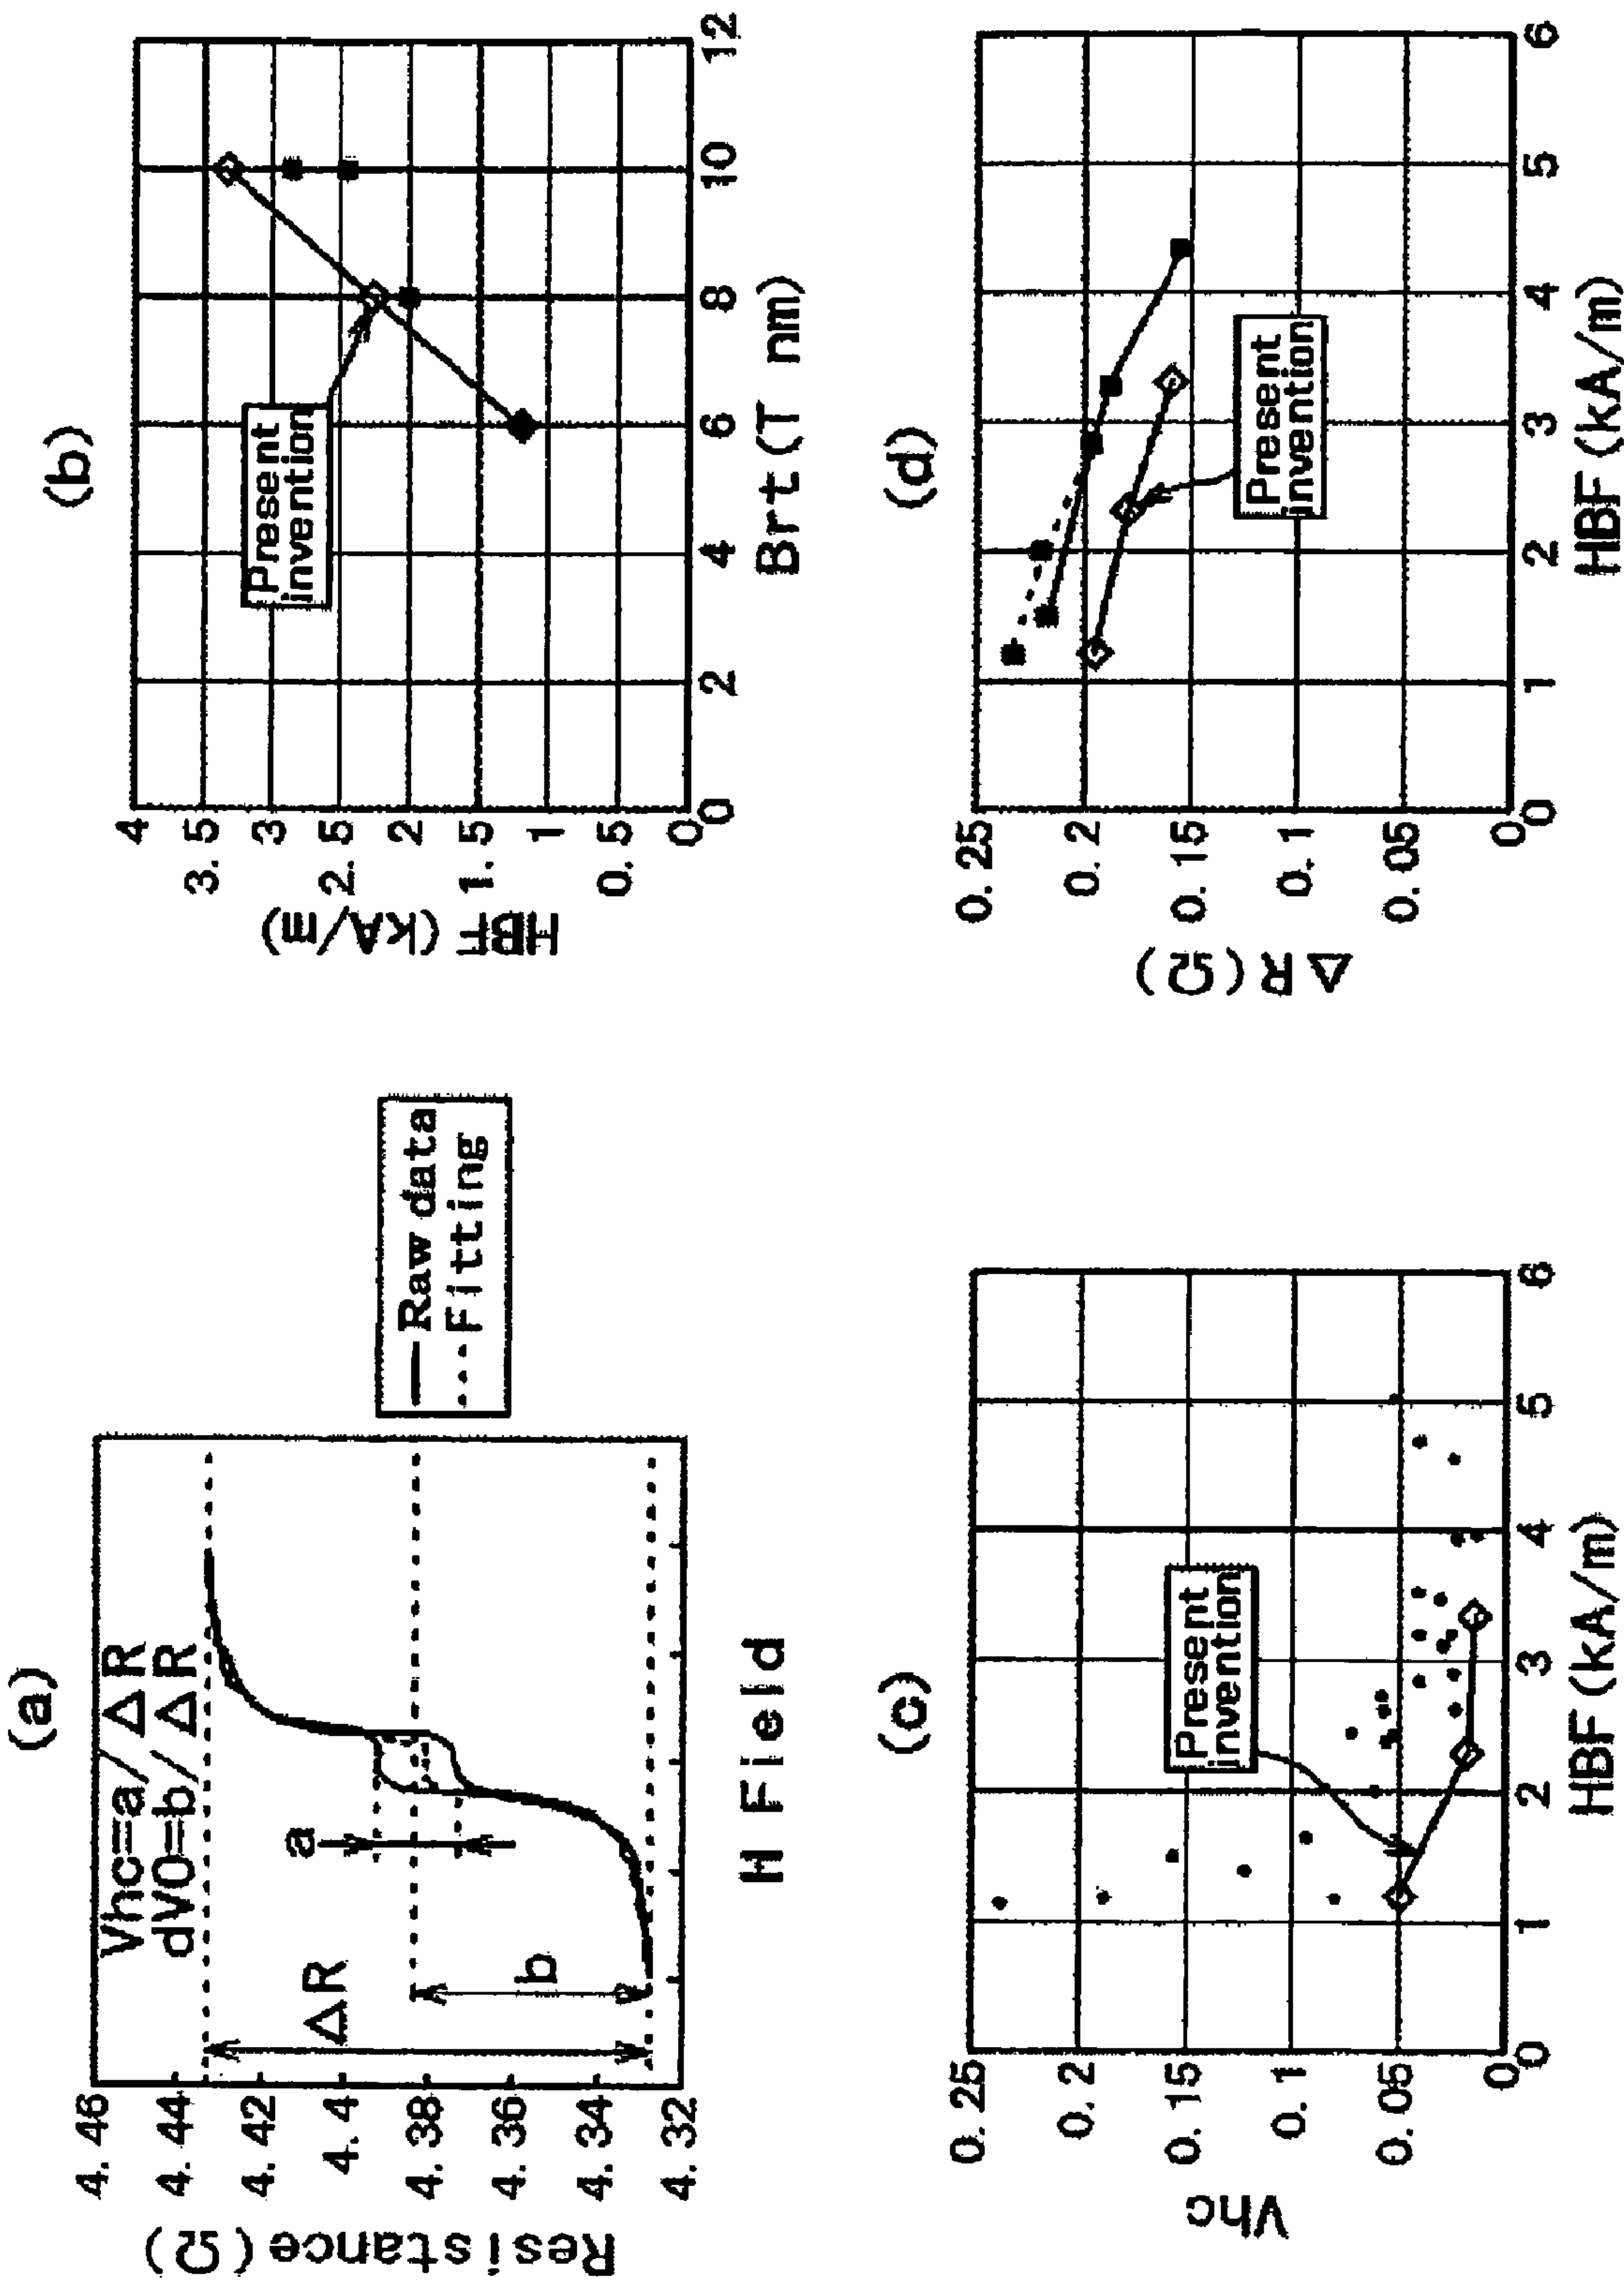 (a)
Vhc=a/ΔR
dV0=b/ΔR
Resistance(Ω)
4.46
4.44
4.42
4.4
4.38
4.36
4.34
4.32
ΔR
b
a
H Field
Raw data
Fitting
(b)
HBF(kA/m)
4
3.5
3
2.5
2
1.5
1
0.5
0
0 2 4 6 8 10 12
Brt(T nm)
Present
invention
(c)
Vhc
0.25
0.2
0.15
0.1
0.05
0
0 1 2 3 4 5 6
HBF(kA/m)
Present
invention
(d)
ΔR(Ω)
0.25
0.2
0.15
0.1
0.05
0
0 1 2 3 4 5 6
HBF(kA/m)
Present
invention